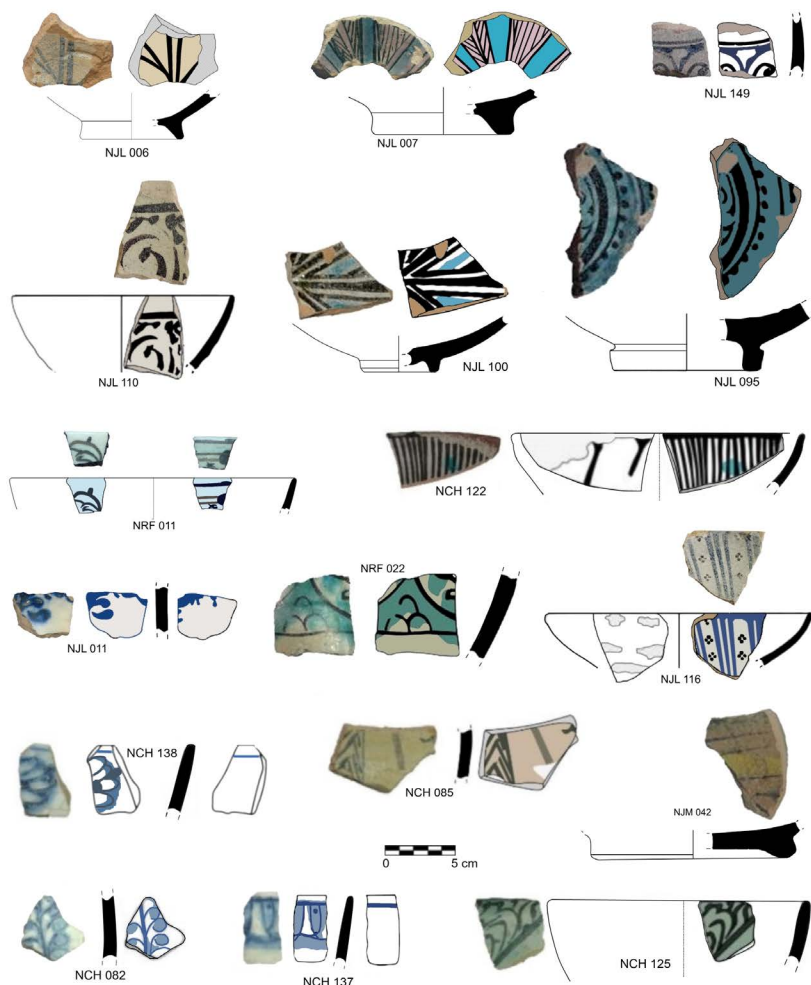 NJL 006
NJL 007
NJL 149
NJL 110
NJL 100
NJL 095
NRF 011
NCH 122
NJL 011
NRF 022
NJL 116
NCH 138
NCH 085
NJM 042
0 5 cm
NCH 082
NCH 137
NCH 125